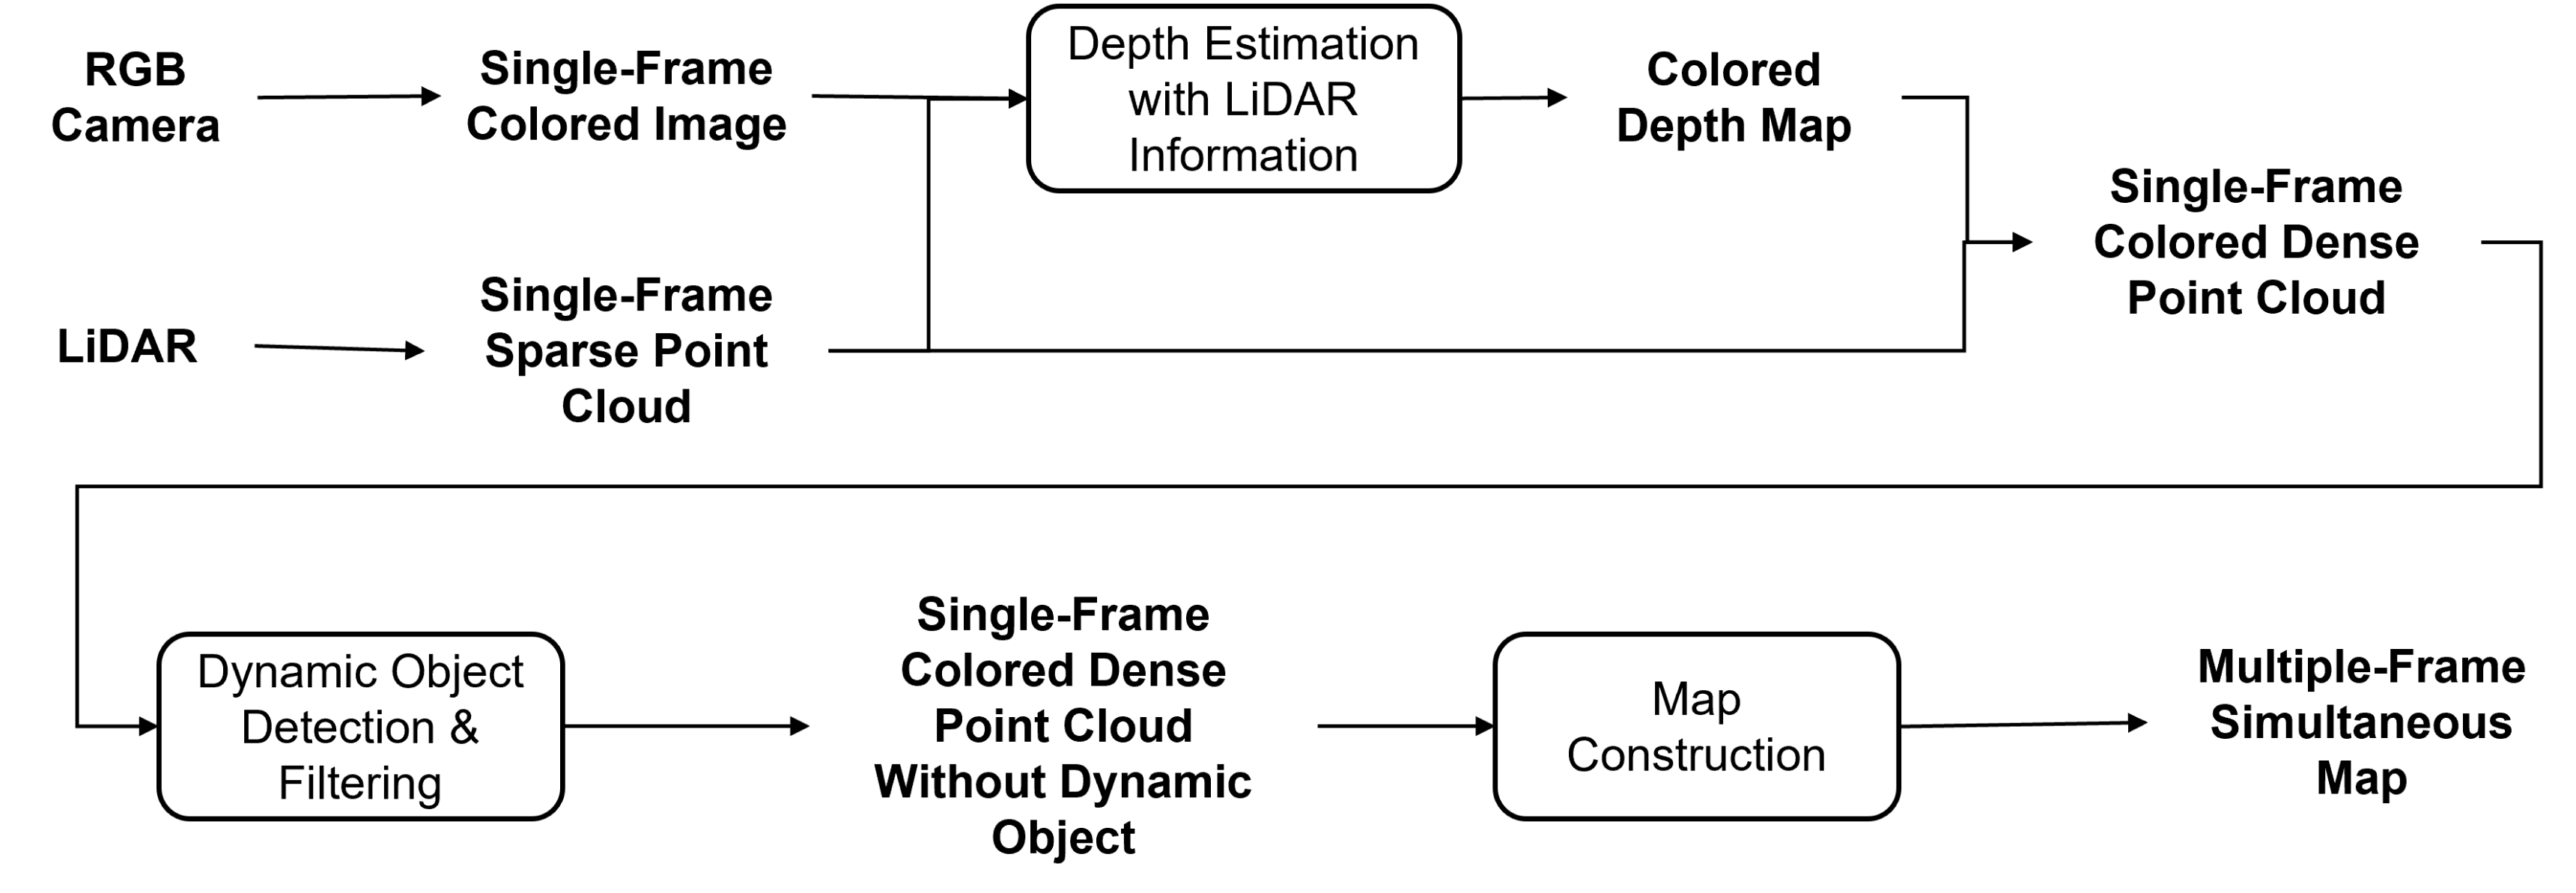 RGB
Camera
Single-Frame
Colored Image
Depth Estimation
with LiDAR
Information
Colored
Depth Map
LiDAR
Single-Frame
Sparse Point
Cloud
Single-Frame
Colored Dense
Point Cloud
Dynamic Object
Detection &
Filtering
Single-Frame
Colored Dense
Point Cloud
Without Dynamic
Object
Map
Construction
Multiple-Frame
Simultaneous
Map